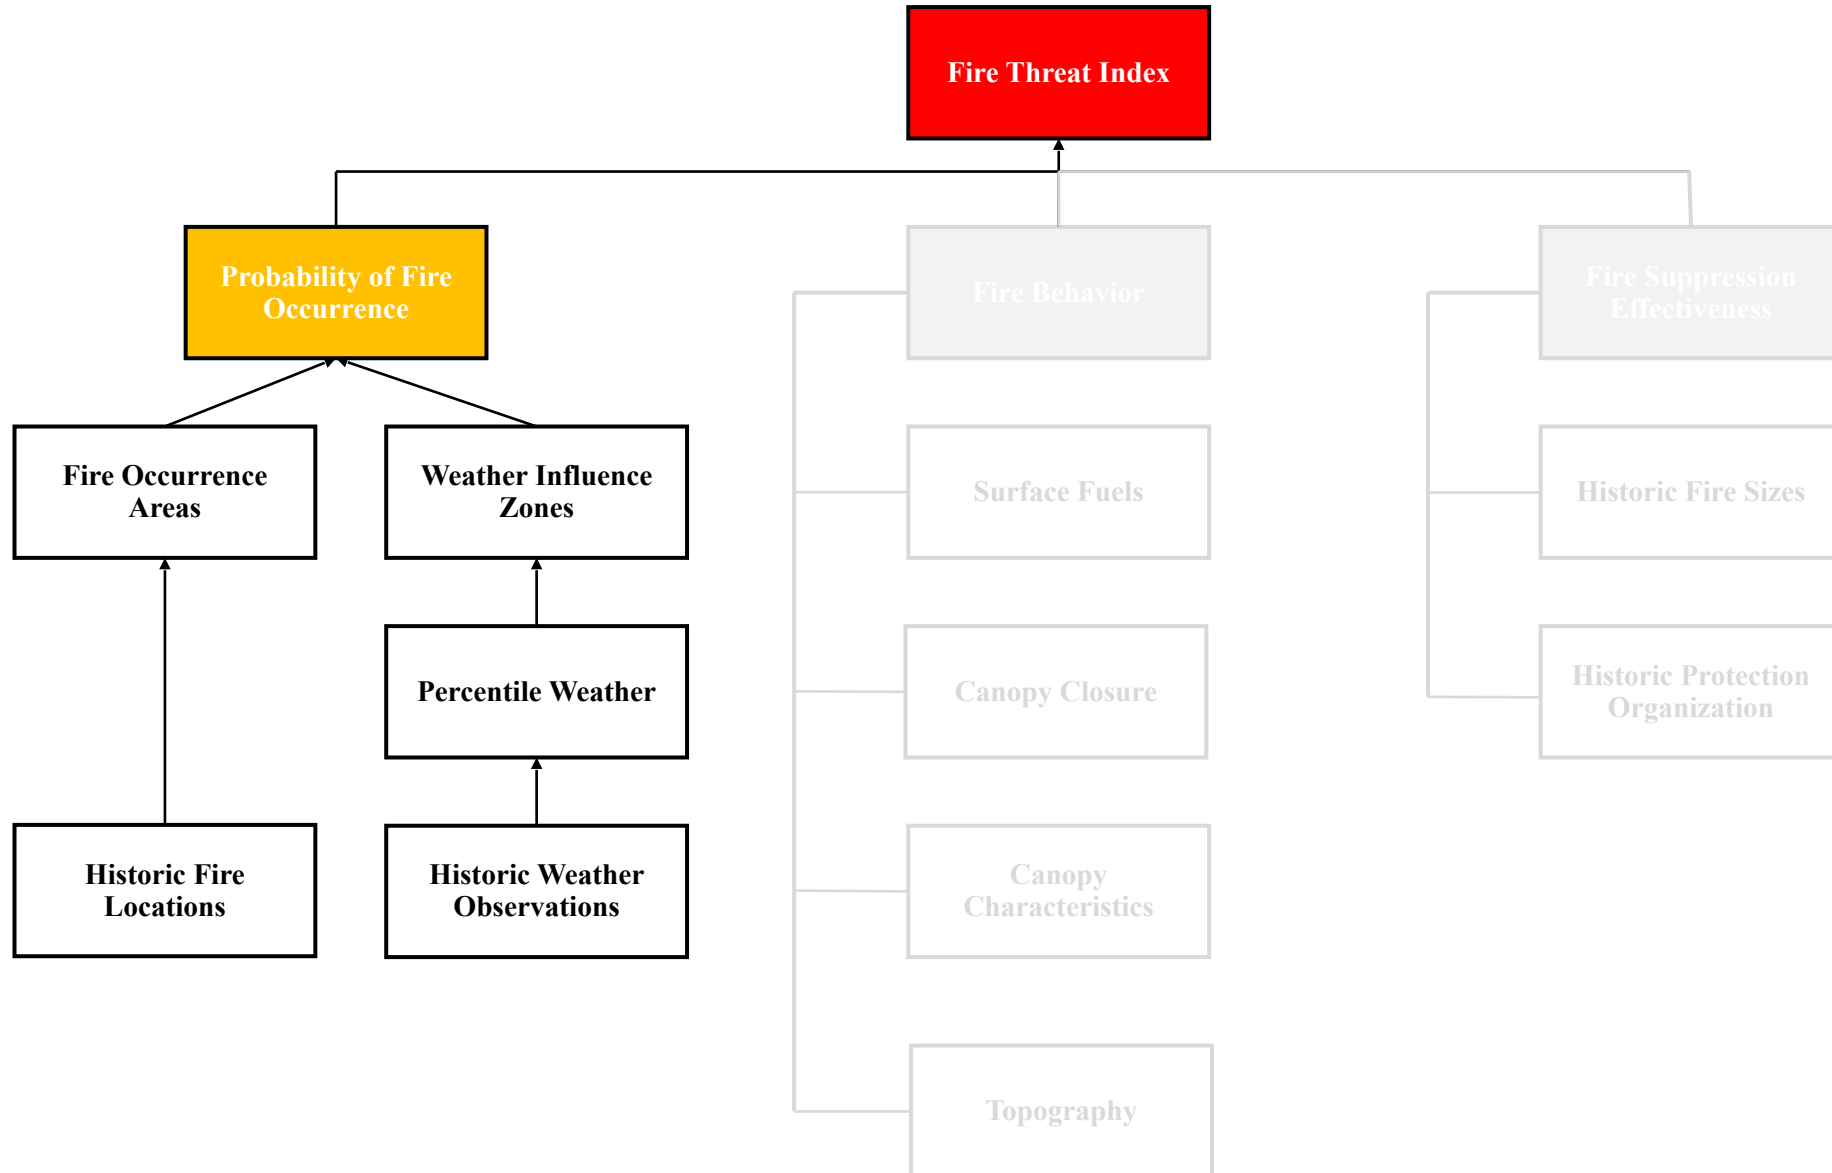 Fire Threat Index
Probability of Fire
Occurrence
Fire Behavior
Fire Suppression
Effectiveness
Fire Occurrence
Areas
Weather Influence
Zones
Surface Fuels
Historic Fire Sizes
Percentile Weather
Canopy Closure
Historic Protection
Organization
Historic Fire
Locations
Historic Weather
Observations
Canopy
Characteristics
Topography